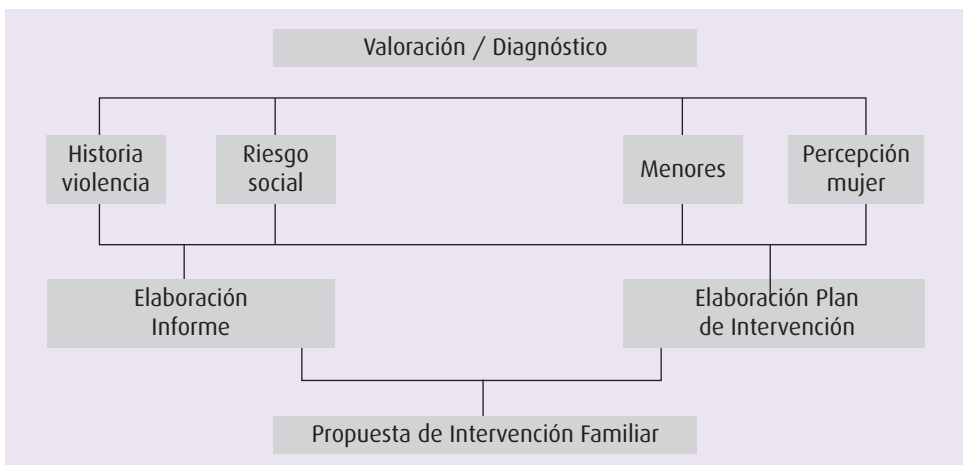 Valoración / Diagnóstico
Historia
violencia
Riesgo
social
Menores
Percepción
mujer
Elaboración
Informe
Elaboración Plan
de Intervención
Propuesta de Intervención Familiar